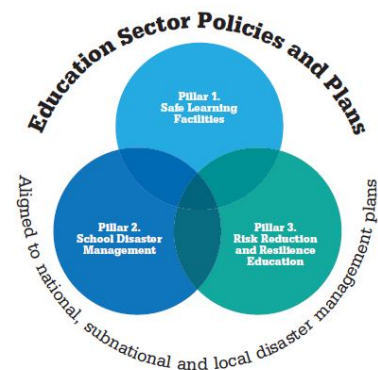 Education Sector Policies and Plans
Pillar 1.
Safe Learning
Facilities
Pillar 2.
School Disaster
Management
Pillar 3.
Risk Reduction
and Resilience
Education
Aligned to national, subnational and local disaster management plans